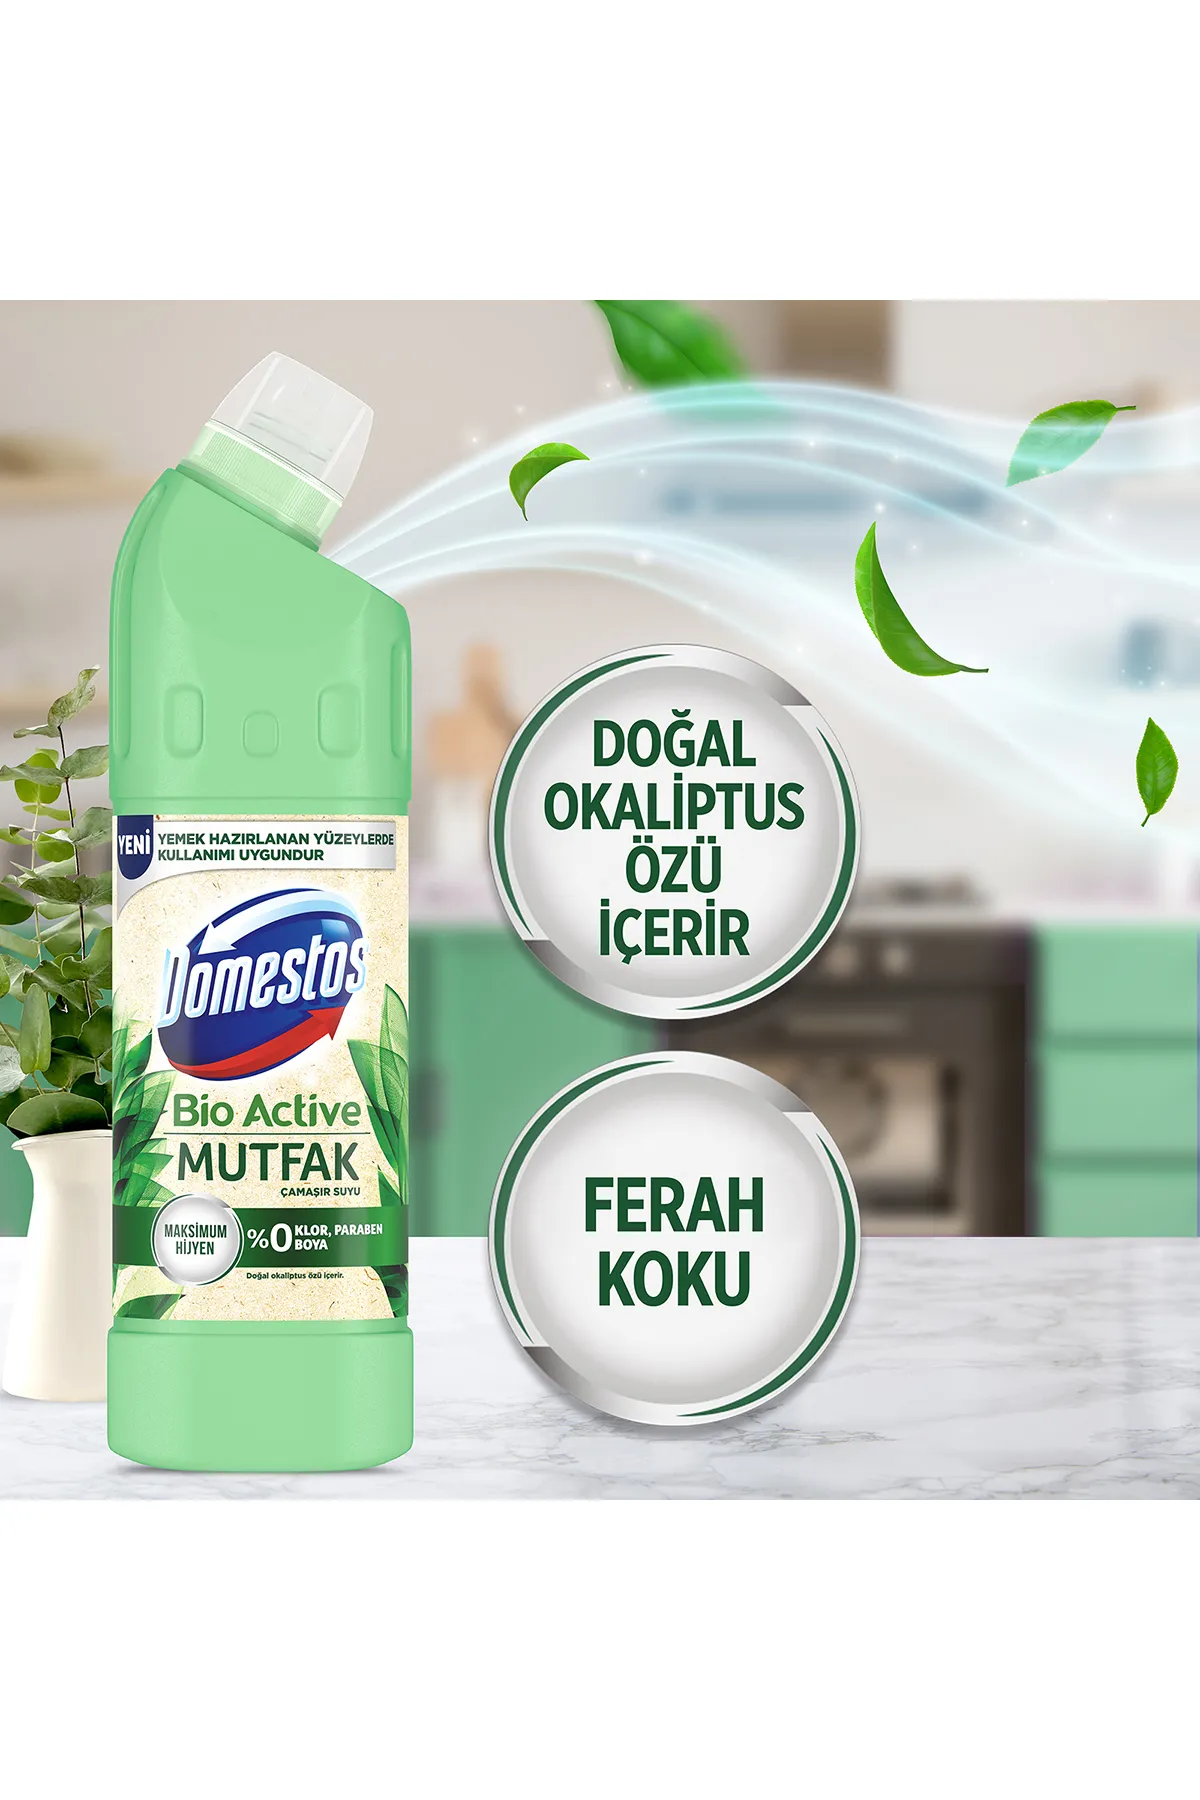 YENİ
YEMEK HAZIRLANAN YÜZEYLERDE
KULLANIMI UYGUNDUR
Domestos
Bio Active
MUTFAK
ÇAMAŞIR SUYU
MAKSİMUM
HİJYEN
%0 KLOR, PARABEN
BOYA
Doğal okaliptus özü içerir.
DOĞAL
OKALİPTUS
ÖZÜ
İÇERİR
FERAH
KOKU